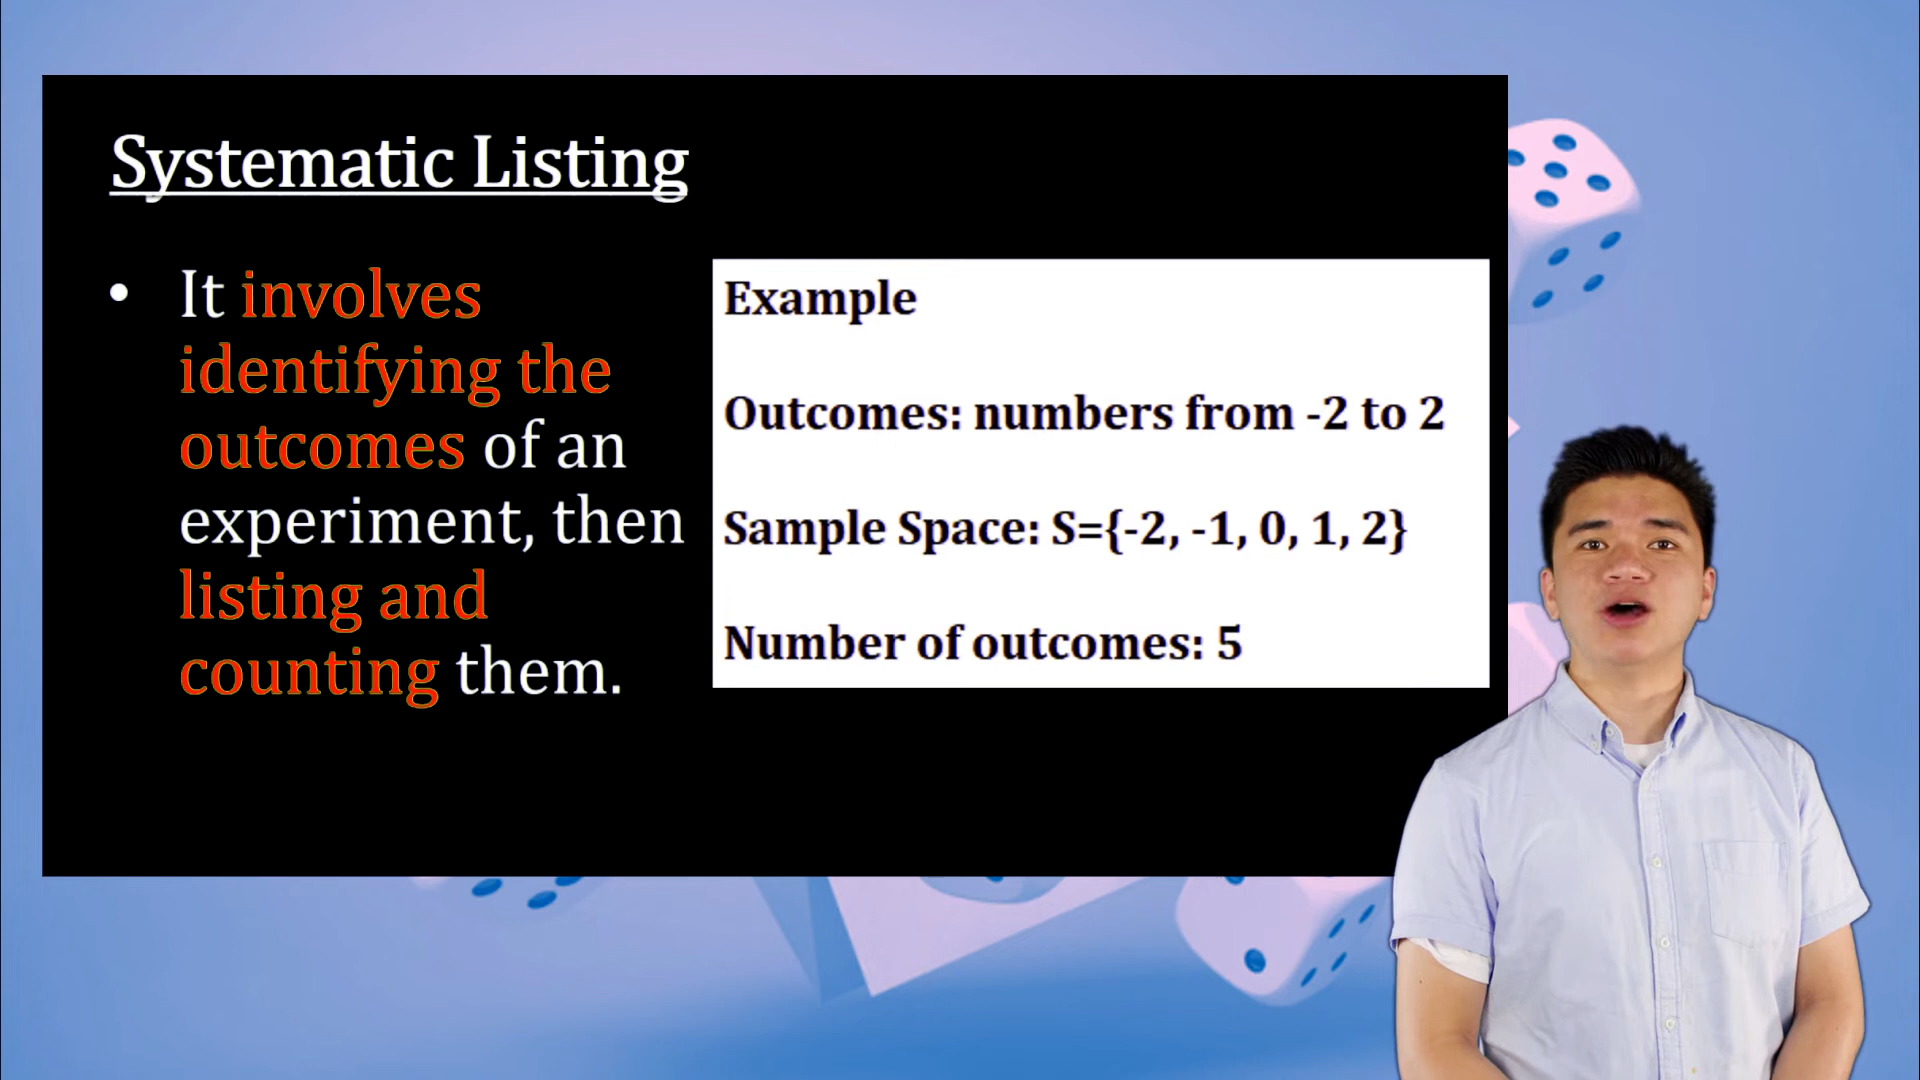 Systematic Listing
• It involves
identifying the
outcomes of an
experiment, then
listing and
counting them.
Example
Outcomes: numbers from -2 to 2
Sample Space: S={-2, -1, 0, 1, 2}
Number of outcomes: 5